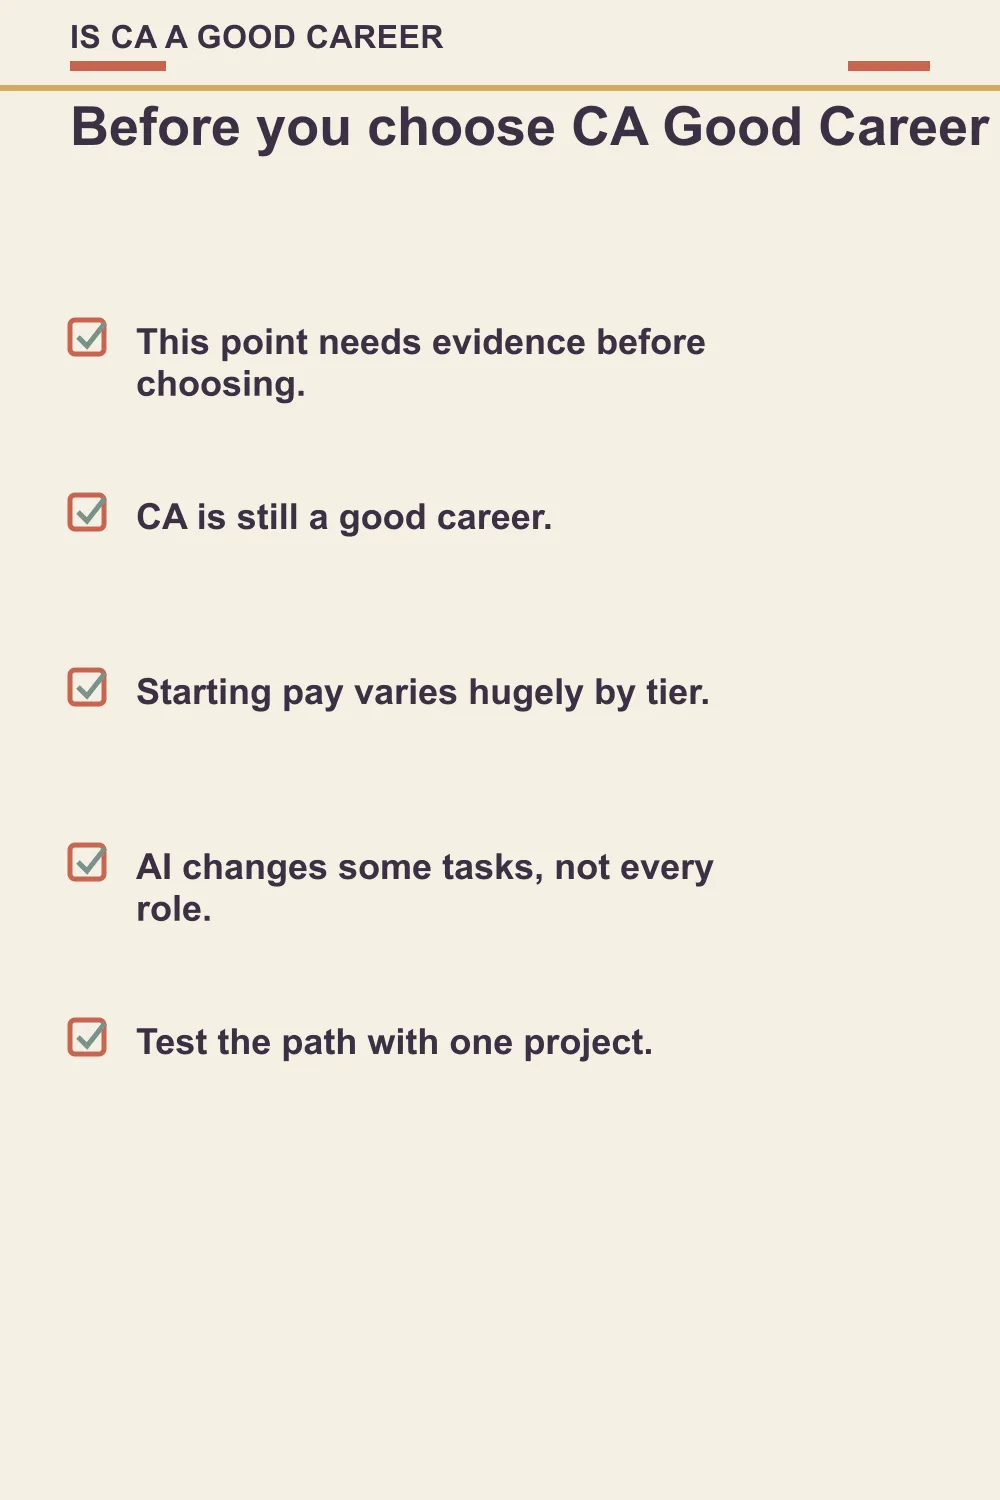 IS CA A GOOD CAREER
Before you choose CA Good Career
This point needs evidence before
choosing.
CA is still a good career.
Starting pay varies hugely by tier.
AI changes some tasks, not every
role.
Test the path with one project.